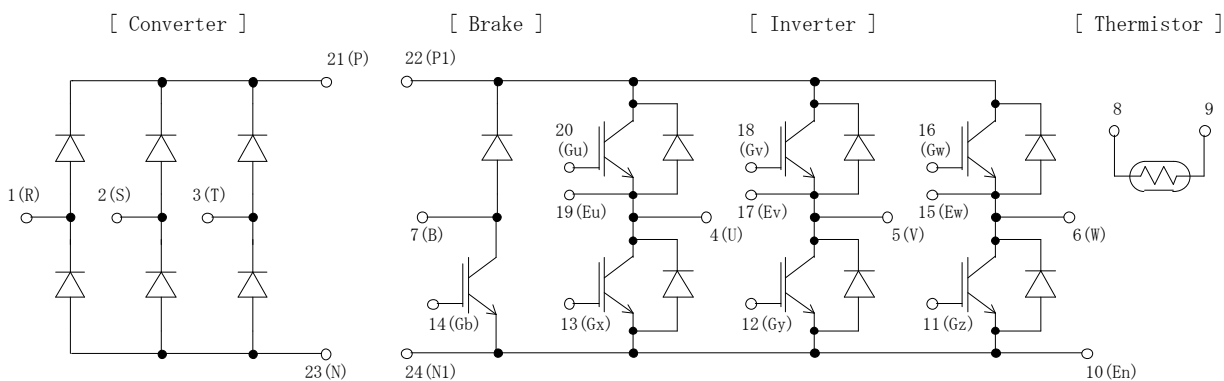 [ Converter ]
[ Brake ]
[ Inverter ]
[ Thermistor ]
21(P)
22(P1)
8
9
20
(Gu)
18
(Gv)
16
(Gw)
1(R)
2(S)
3(T)
19(Eu)
17(Ev)
15(Ew)
7(B)
4(U)
5(V)
6(W)
14(Gb)
13(Gx)
12(Gy)
11(Gz)
23(N)
24(N1)
10(En)